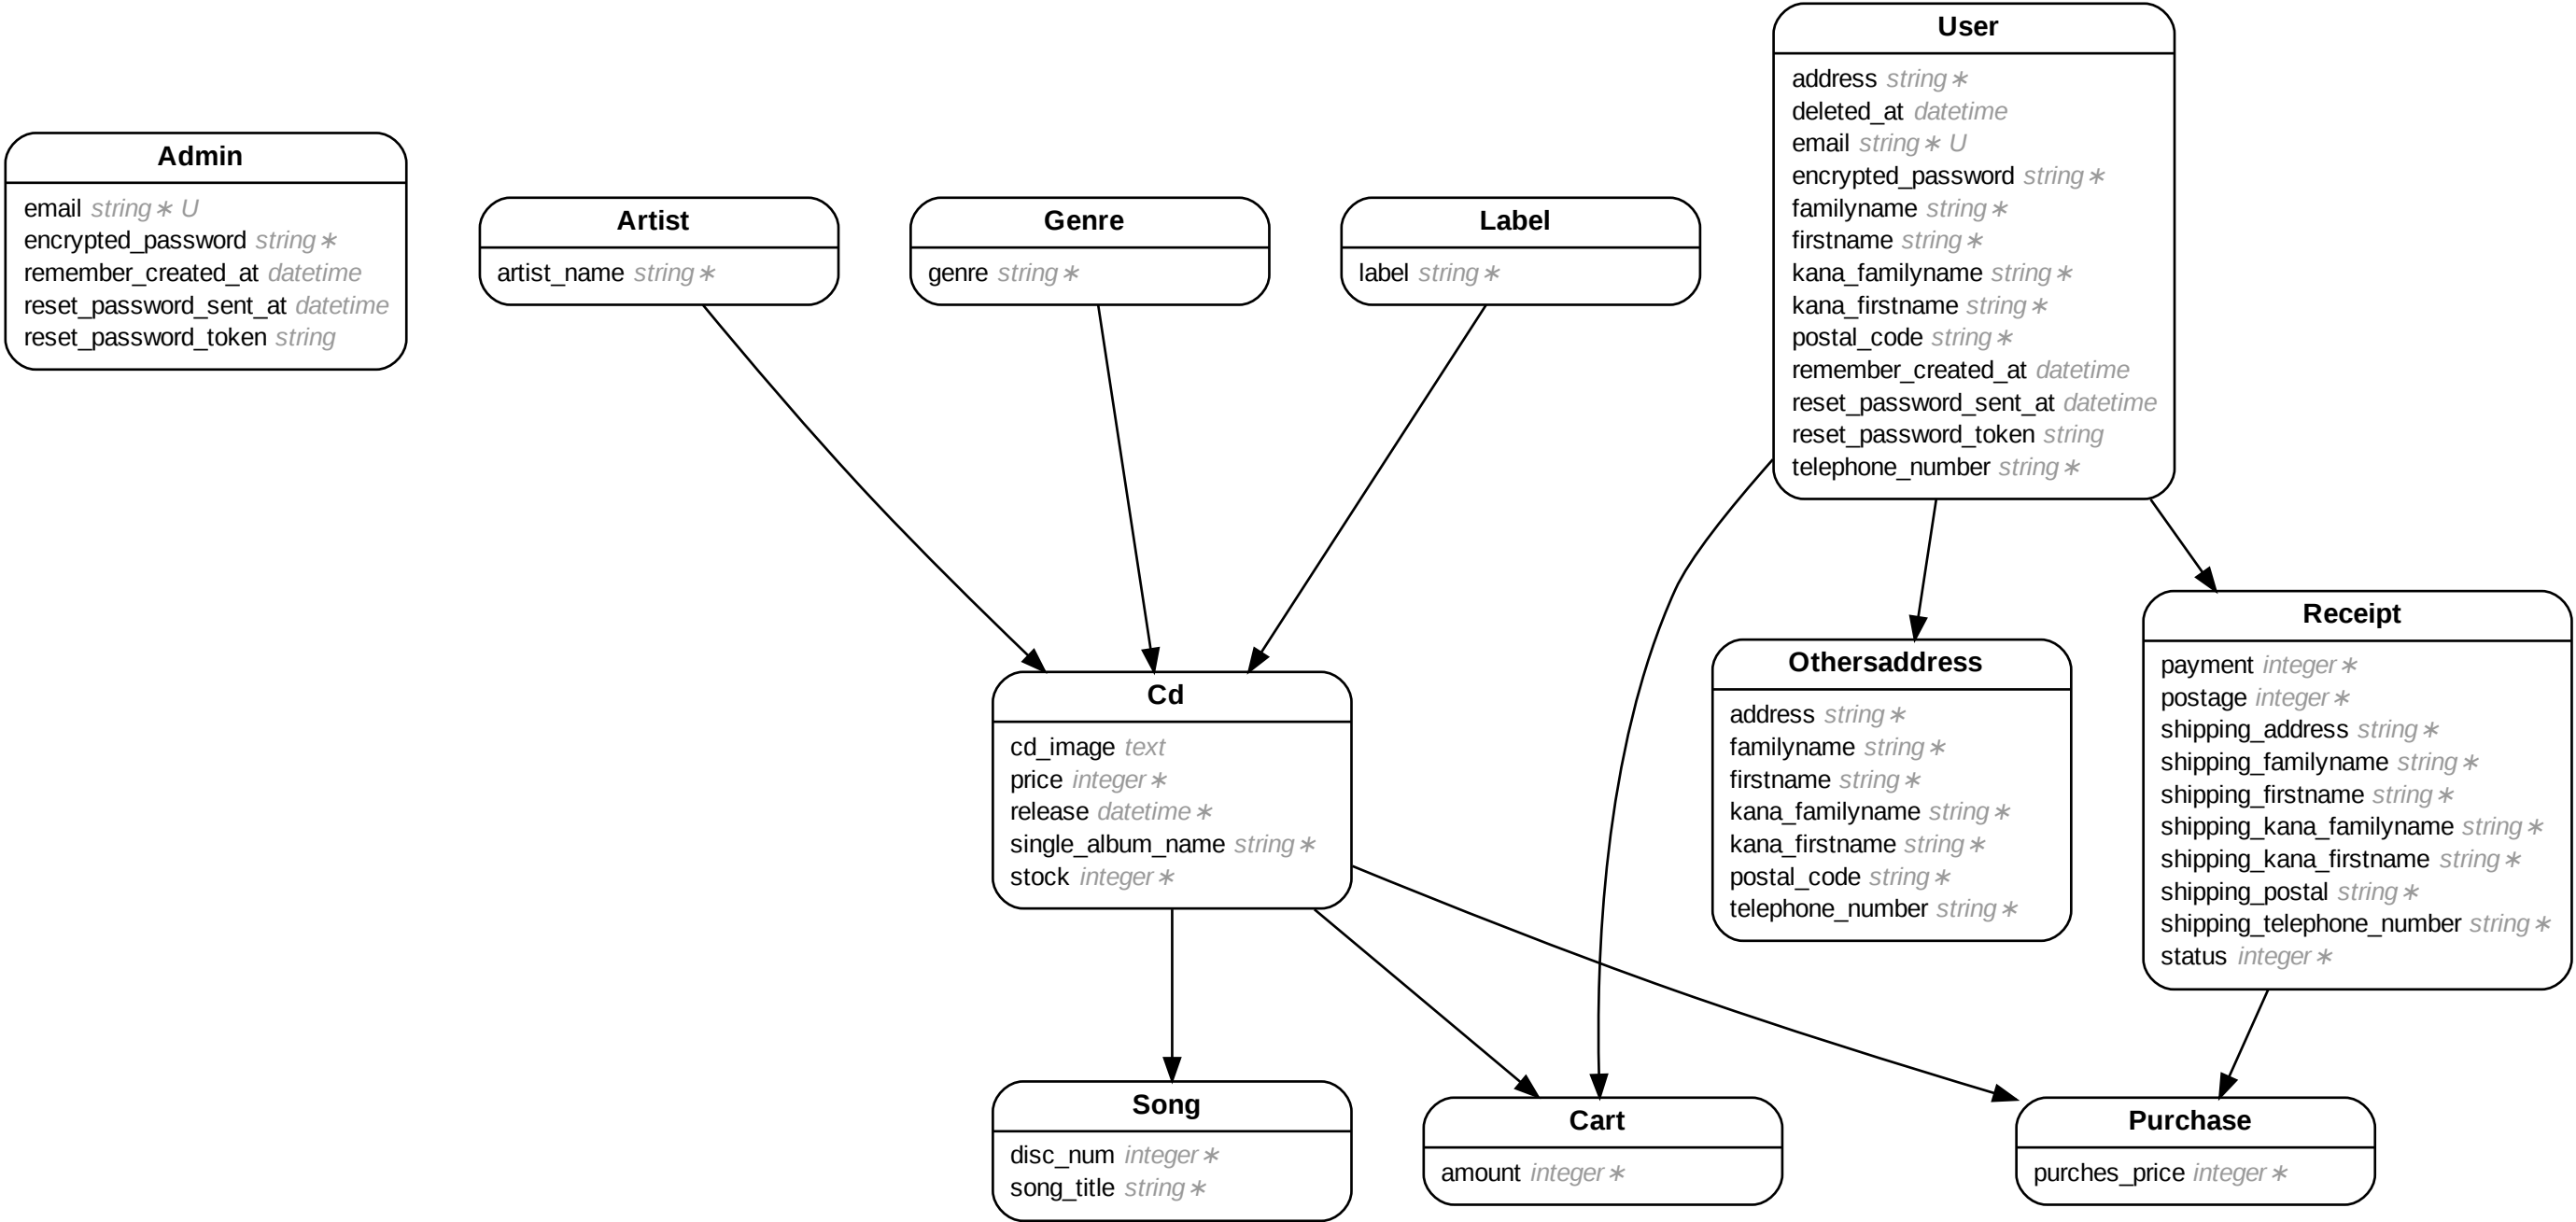 Admin
email string∗ U
encrypted_password string∗
remember_created_at datetime
reset_password_sent_at datetime
reset_password_token string
Artist
artist_name string∗
Genre
genre string∗
Label
label string∗
User
address string∗
deleted_at datetime
email string∗ U
encrypted_password string∗
familyname string∗
firstname string∗
kana_familyname string∗
kana_firstname string∗
postal_code string∗
remember_created_at datetime
reset_password_sent_at datetime
reset_password_token string
telephone_number string∗
Cd
cd_image text
price integer∗
release datetime∗
single_album_name string∗
stock integer∗
Othersaddress
address string∗
familyname string∗
firstname string∗
kana_familyname string∗
kana_firstname string∗
postal_code string∗
telephone_number string∗
Receipt
payment integer∗
postage integer∗
shipping_address string∗
shipping_familyname string∗
shipping_firstname string∗
shipping_kana_familyname string∗
shipping_kana_firstname string∗
shipping_postal string∗
shipping_telephone_number string∗
status integer∗
Song
disc_num integer∗
song_title string∗
Cart
amount integer∗
Purchase
purches_price integer∗